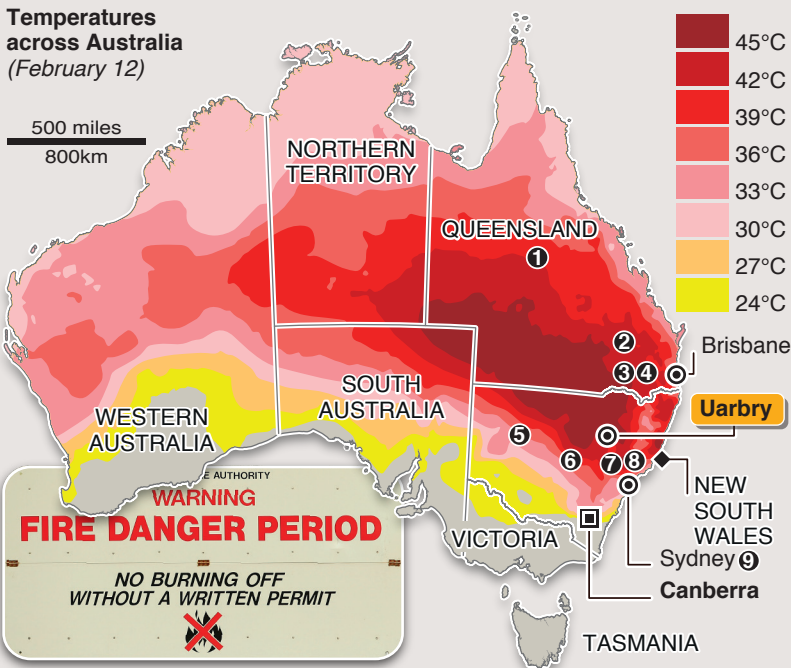 Temperatures
across Australia
(February 12)
500 miles
800km
45°C
42°C
39°C
36°C
33°C
30°C
27°C
24°C
NORTHERN
TERRITORY
QUEENSLAND
1
2
3 4
Brisbane
Uarbry
SOUTH
AUSTRALIA
WESTERN
AUSTRALIA
5
6
7
8
NEW
SOUTH
WALES
VICTORIA
Sydney 9
Canberra
TASMANIA
AUTHORITY
WARNING
FIRE DANGER PERIOD
NO BURNING OFF
WITHOUT A WRITTEN PERMIT